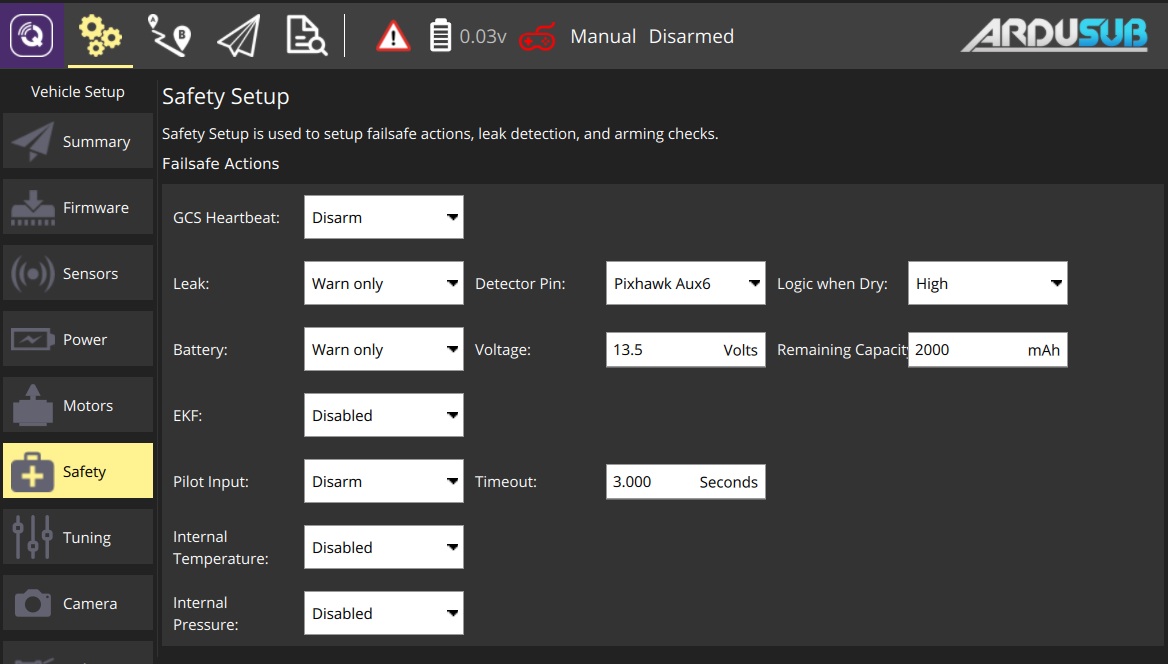 0.03v
Manual
Disarmed
ARDUSUB
Vehicle Setup
Summary
Firmware
Sensors
Power
Motors
Safety
Tuning
Camera
Safety Setup
Safety Setup is used to setup failsafe actions, leak detection, and arming checks.
Failsafe Actions
GCS Heartbeat: Disarm
Leak: Warn only Detector Pin: Pixhawk Aux6 Logic when Dry: High
Battery: Warn only Voltage: 13.5 Volts Remaining Capacity 2000 mAh
EKF: Disabled
Pilot Input: Disarm Timeout: 3.000 Seconds
Internal
Temperature: Disabled
Internal
Pressure: Disabled